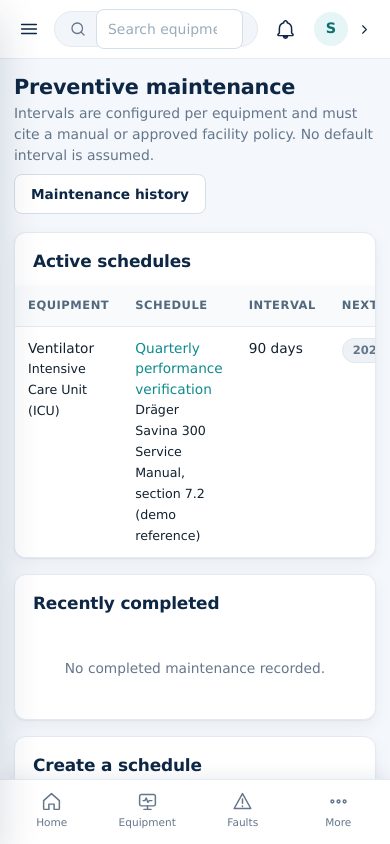 Search equipme
S
Preventive maintenance
Intervals are configured per equipment and must
cite a manual or approved facility policy. No default
interval is assumed.
Maintenance history
Active schedules
EQUIPMENT SCHEDULE INTERVAL NEXT
Ventilator
Intensive
Care Unit
(ICU)
Quarterly
performance
verification
Dräger
Savina 300
Service
Manual,
section 7.2
(demo
reference)
90 days
202
Recently completed
No completed maintenance recorded.
Create a schedule
Home Equipment Faults More